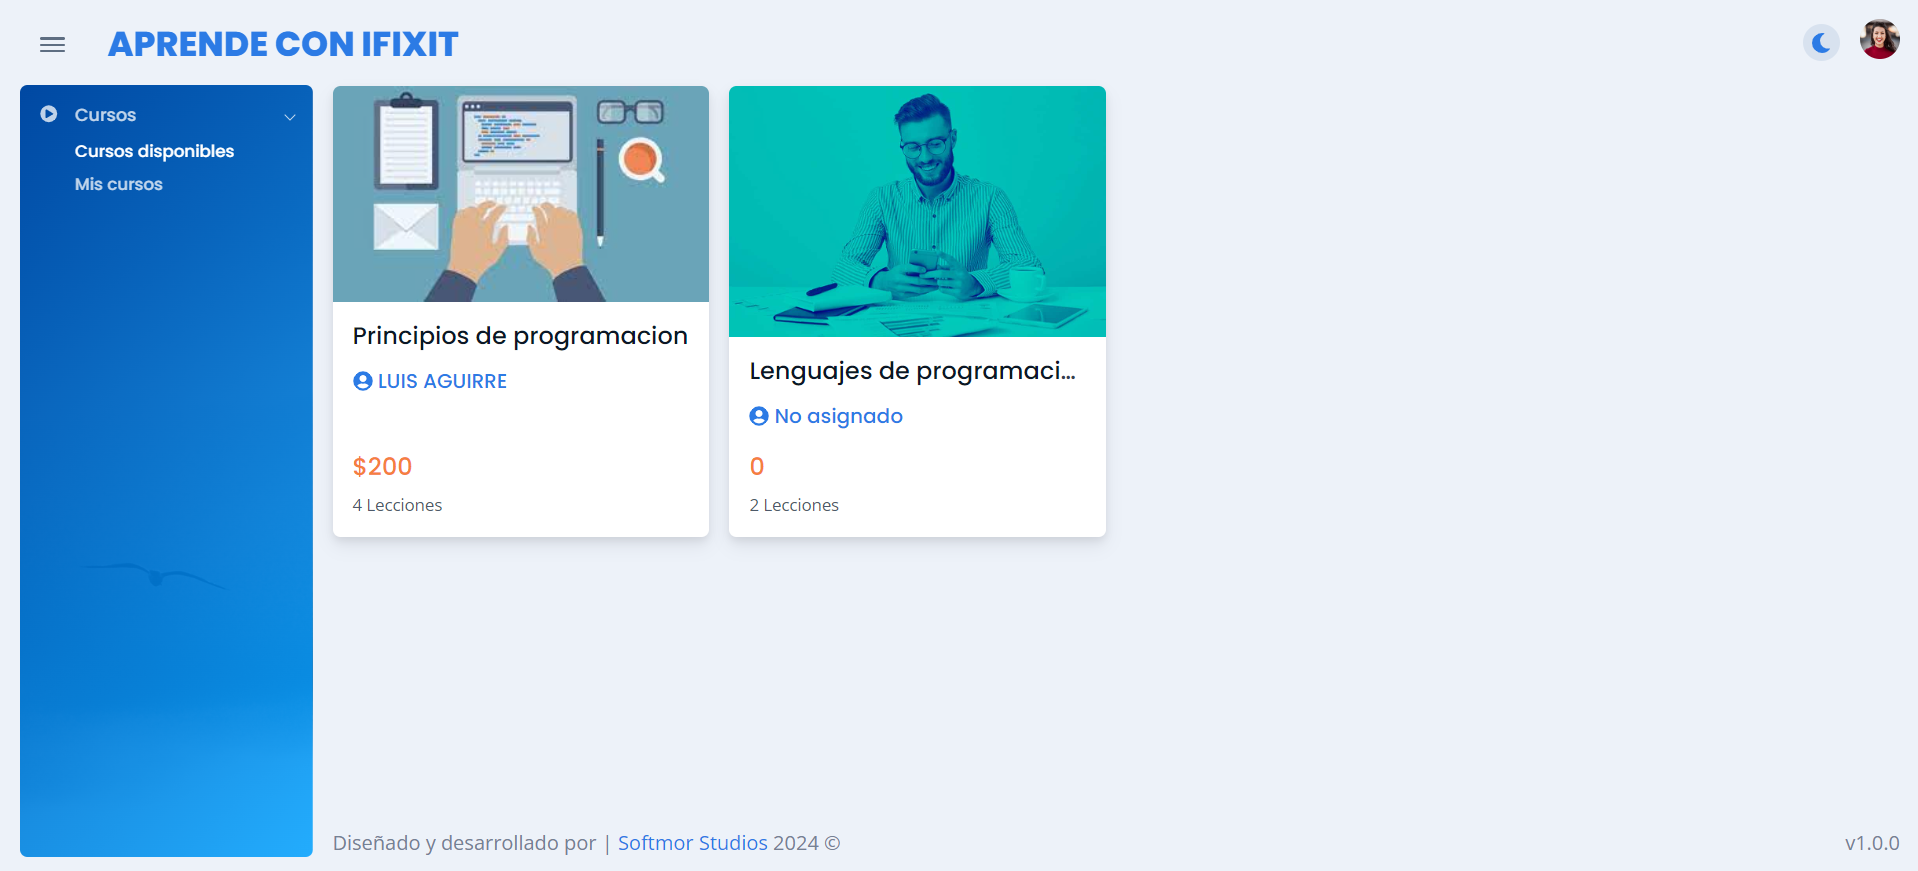 APRENDE CON IFIXIT
Cursos
Cursos disponibles
Mis cursos
Principios de programacion
LUIS AGUIRRE
$200
4 Lecciones
Lenguajes de programaci...
No asignado
0
2 Lecciones
Diseñado y desarrollado por | Softmor Studios 2024 ©
v1.0.0